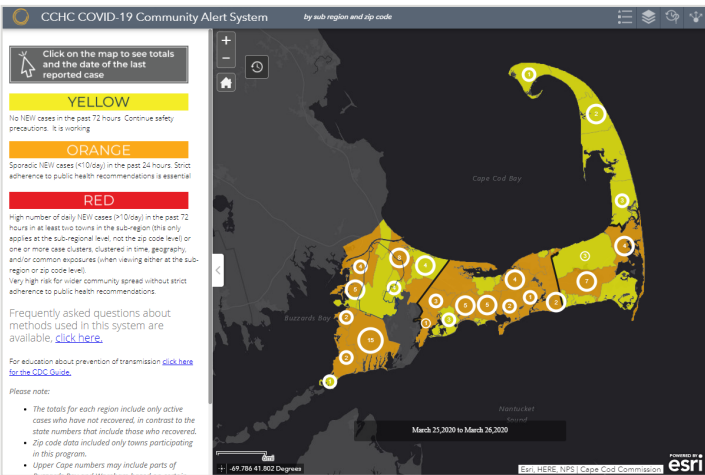 CCHC COVID-19 Community Alert System
by sub region and zip code
Click on the map to see totals
and the date of the last
reported case
YELLOW
No NEW cases in the past 72 hours Continue safety
precautions. It is working.
ORANGE
Sporadic NEW cases (<10/day) in the past 24 hours. Strict
adherence to public health recommendations is essential
RED
High number of daily NEW cases (>10/day) in the past 72
hours in at least two towns in the sub-region (this only
applies at the sub-regional level, not the zip code level) or
one or more case clusters, clustered in time, geography,
and/or common exposures (when viewing either at the sub-
region or zip code level).
Very high risk for wider community spread without strict
adherence to public health recommendations.
Frequently asked questions about
methods used in this system are
available, click here.
For education about prevention of transmission click here
for the CDC Guide.
Please note:
• The totals for each region include only active
cases who have not recovered, in contrast to the
state numbers that include those who recovered.
• Zip code data included only towns participating
in this program.
• Upper Cape numbers may include parts of
+
−
Cape Cod Bay
Buzzards Bay
15
Nantucket
Sound
March 25,2020 to March 26,2020
6mi
-69.786 41.802 Degrees
Esri, HERE, NPS | Cape Cod Commission
POWERED BY
esri